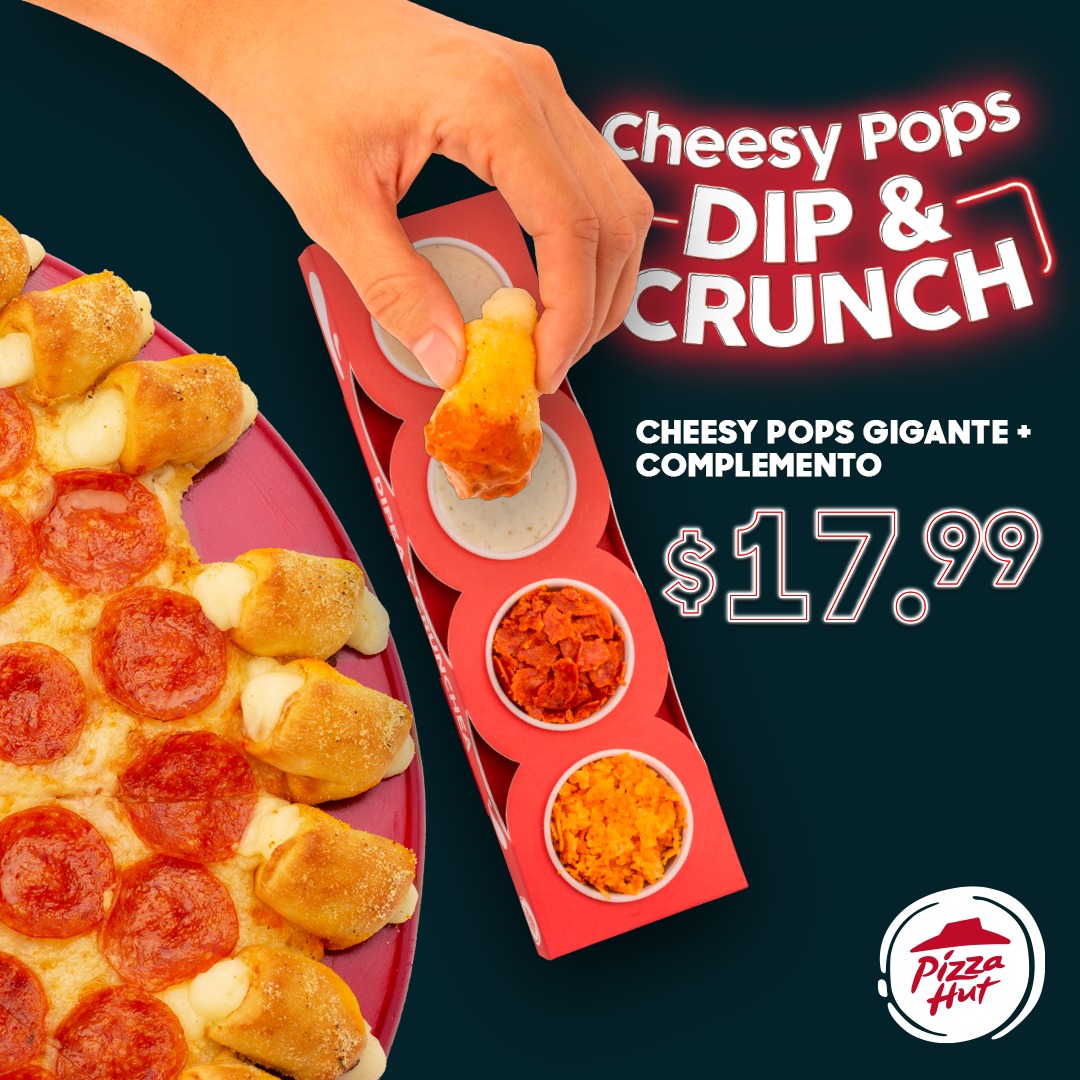 Cheesy Pops
DIP &
CRUNCH
CHEESY POPS GIGANTE +
COMPLEMENTO
$17.99
Pizza
Hut